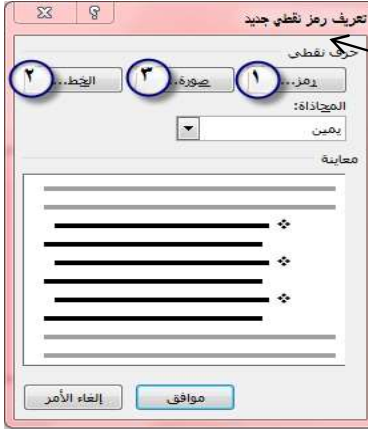 تعريف رمز نقطي جديد
حرف نقطي
رمز... ١ صورة... ٣ الخط... ٢
المحاذاة:
يمين
معاينة
موافق إلغاء الأمر